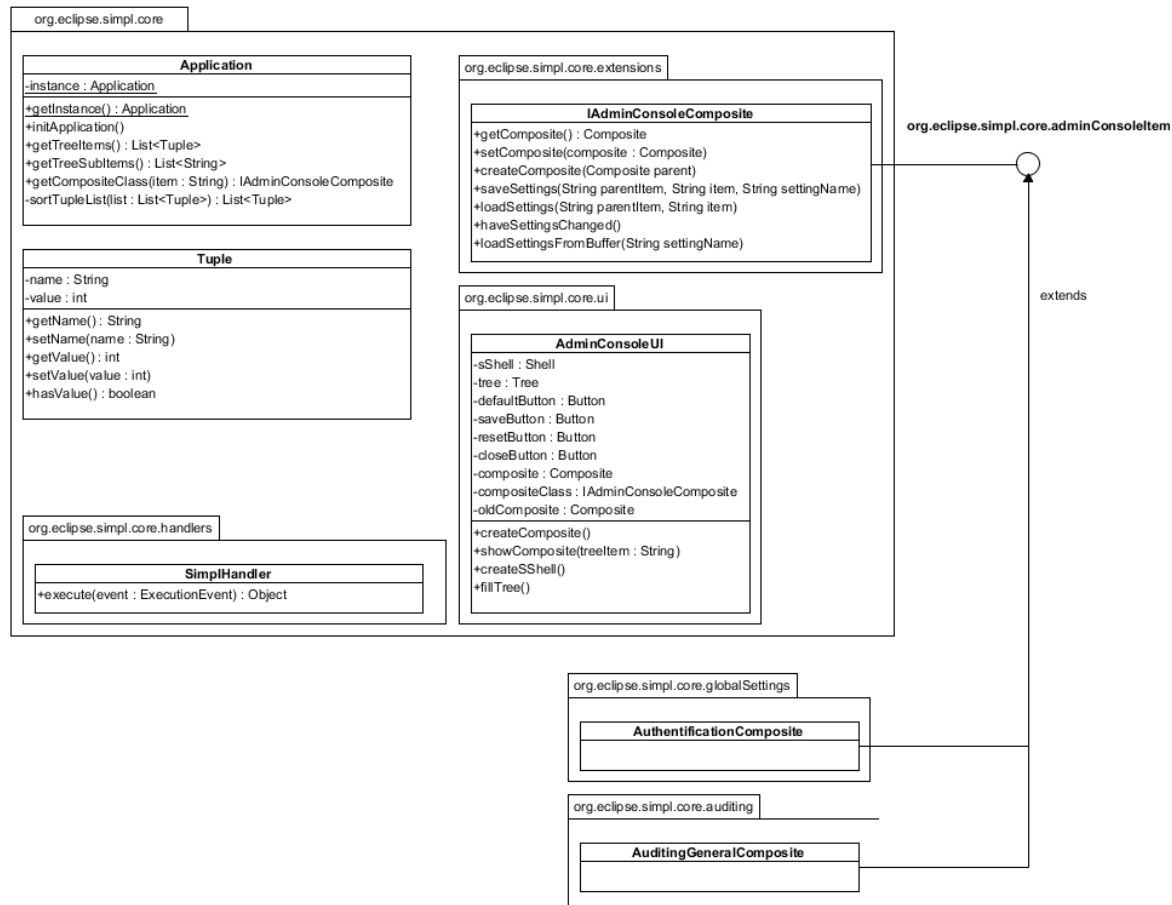 org.eclipse.simpl.core
Application
-instance : Application
+getInstance() : Application
+initApplication()
+getTreeItems() : List<Tuple>
+getTreeSubItems() : List<String>
+getCompositeClass(item : String) : IAdminConsoleComposite
-sortTupleList(list : List<Tuple>) : List<Tuple>
Tuple
-name : String
-value : int
+getName() : String
+setName(name : String)
+getValue() : int
+setValue(value : int)
+hasValue() : boolean
org.eclipse.simpl.core.handlers
SimplHandler
+execute(event : ExecutionEvent) : Object
org.eclipse.simpl.core.extensions
IAdminConsoleComposite
+getComposite() : Composite
+setComposite(composite : Composite)
+createComposite(Composite parent)
+saveSettings(String parentItem, String item, String settingName)
+loadSettings(String parentItem, String item)
+haveSettingsChanged()
+loadSettingsFromBuffer(String settingName)
org.eclipse.simpl.core.ui
AdminConsoleUI
-sShell : Shell
-tree : Tree
-defaultButton : Button
-saveButton : Button
-resetButton : Button
-closeButton : Button
-composite : Composite
-compositeClass : IAdminConsoleComposite
-oldComposite : Composite
+createComposite()
+showComposite(treeItem : String)
+createSShell()
+fillTree()
org.eclipse.simpl.core.adminConsoleItem
extends
org.eclipse.simpl.core.globalSettings
AuthentificationComposite
org.eclipse.simpl.core.auditing
AuditingGeneralComposite